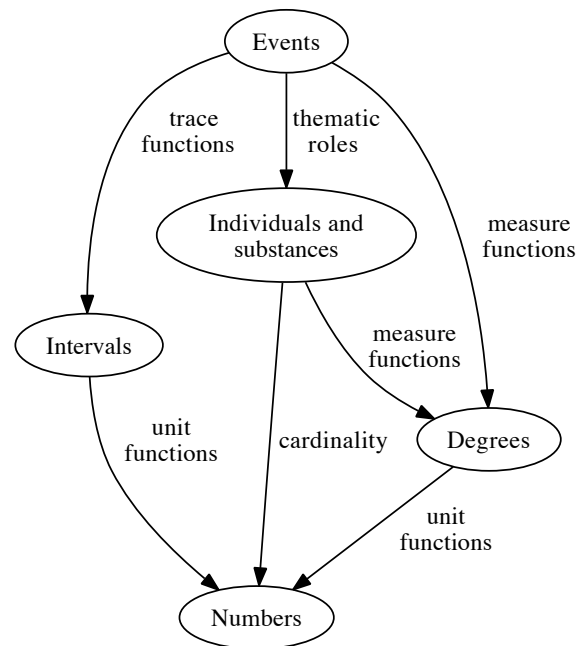 Events
trace
functions
thematic
roles
Individuals and
substances
measure
functions
Intervals
measure
functions
unit
functions
cardinality
Degrees
unit
functions
Numbers